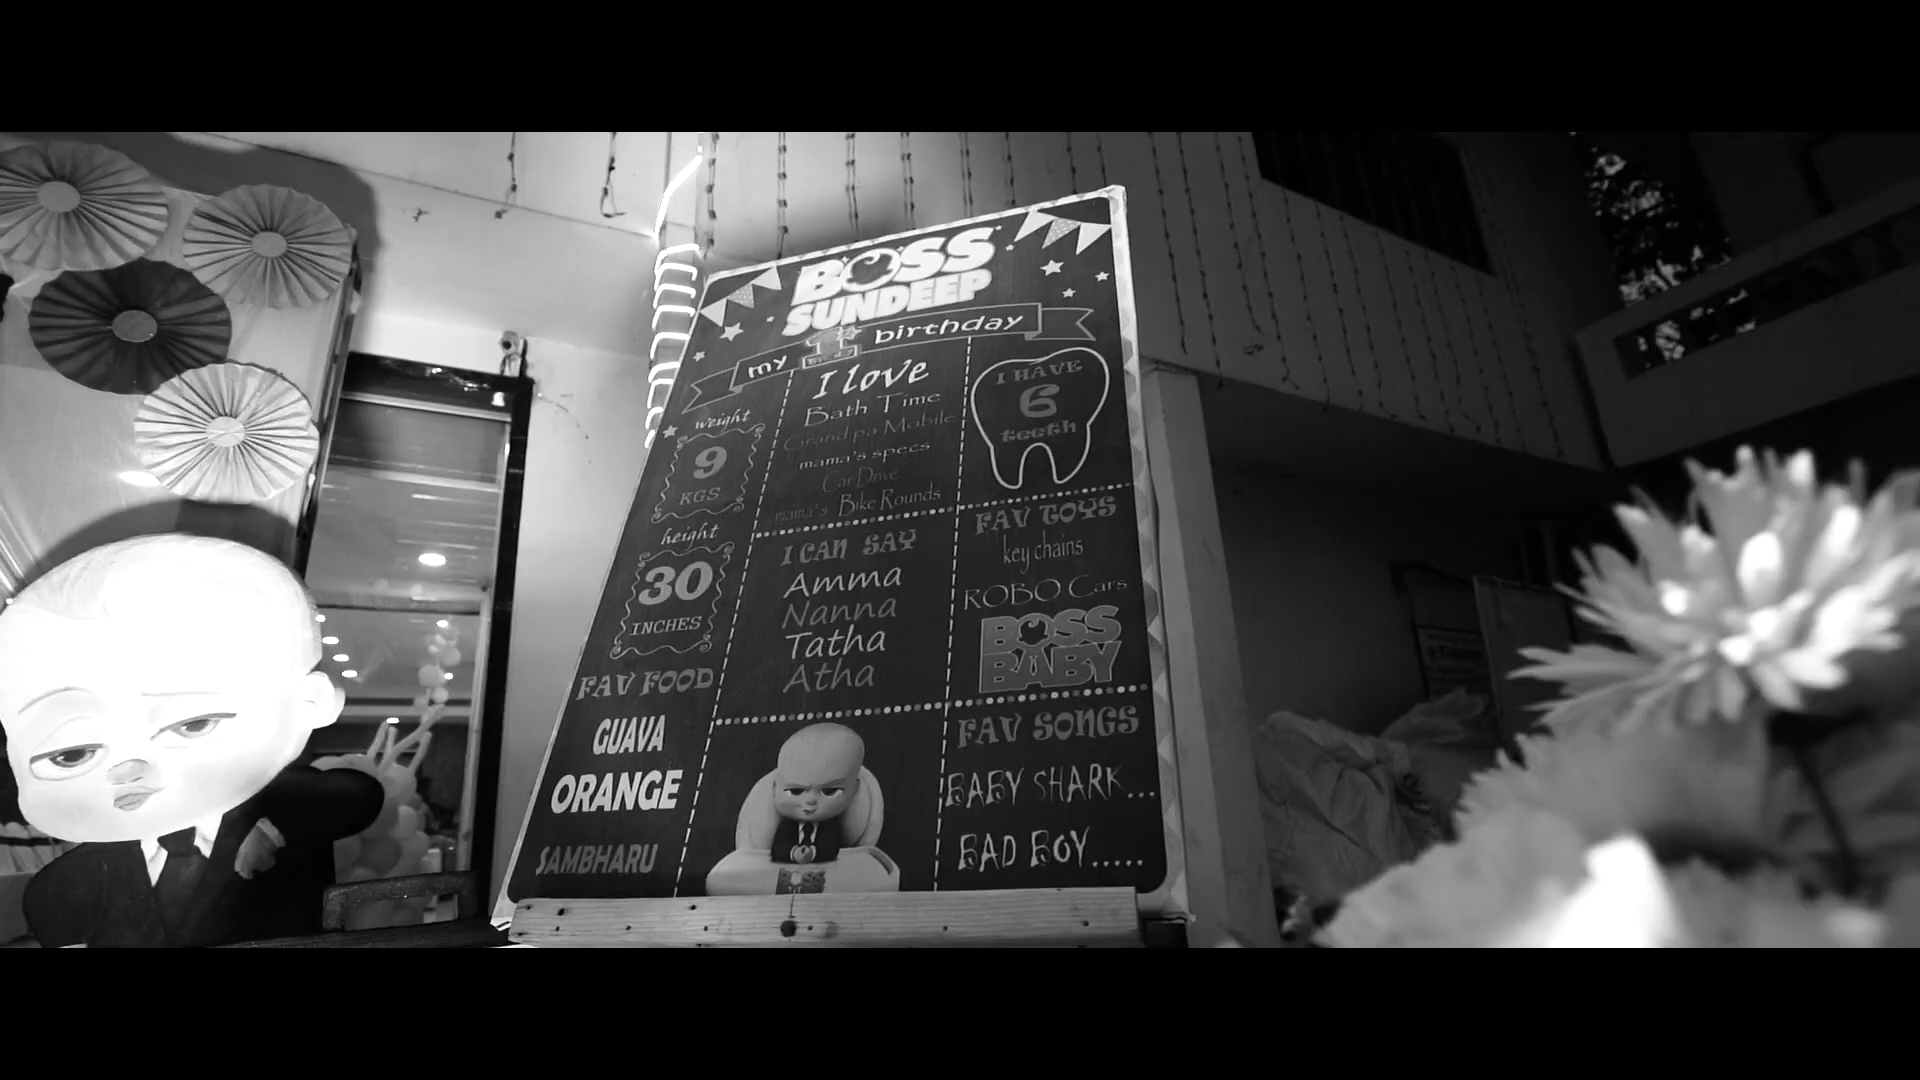 BOSS
SUNDEEP
my 1 birthday
weight
9
KGS
height
30
INCHES
FAV FOOD
GUAVA
ORANGE
SAMBHARU
I love
Bath Time
Grand pa Mobile
mama's specs
Car Drive
mama's Bike Rounds
I CAN SAY
Amma
Nanna
Tatha
Atha
I HAVE
6
teeth
FAV TOYS
key chains
ROBO Cars
BOSS
BABY
FAV SONGS
BABY SHARK...
BAD BOY.....